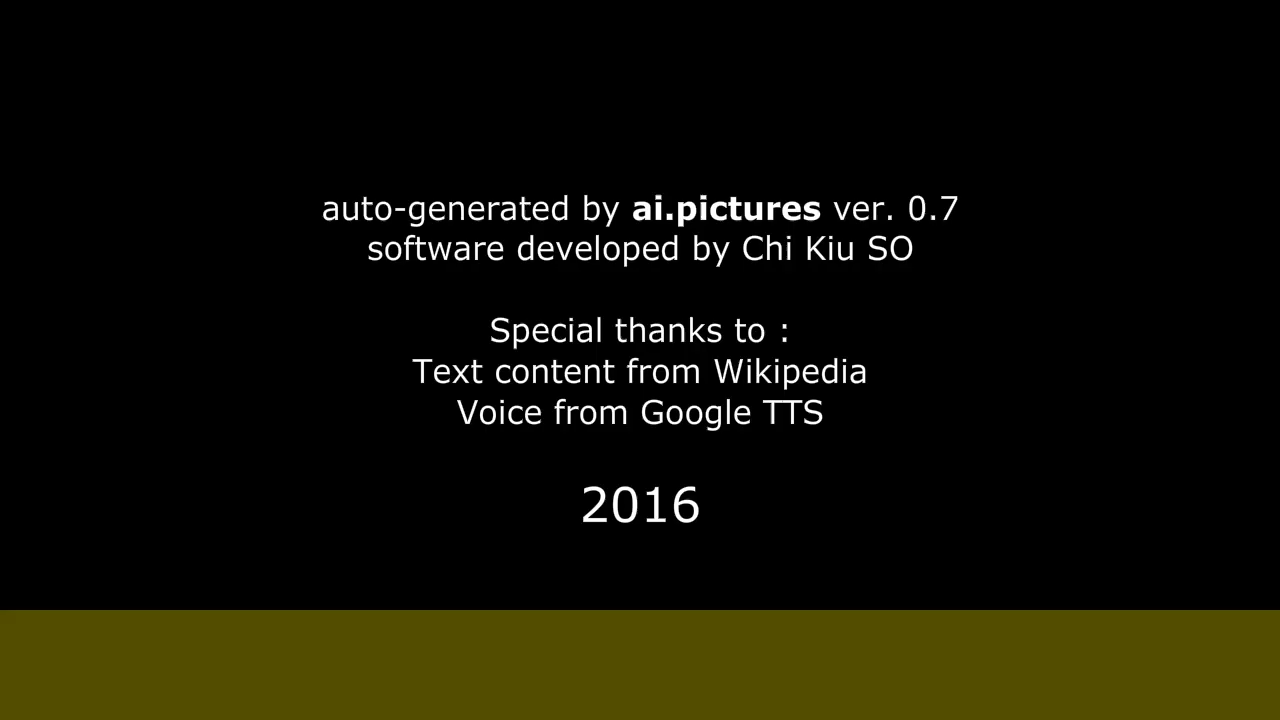 auto-generated by ai.pictures ver. 0.7
software developed by Chi Kiu SO
Special thanks to :
Text content from Wikipedia
Voice from Google TTS
2016